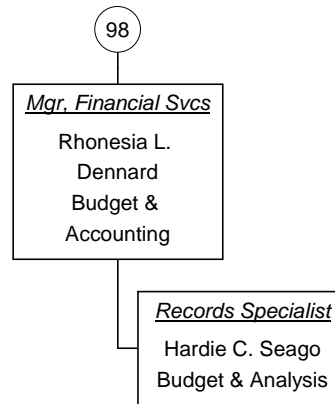 98
Mgr, Financial Svcs
Rhonesia L.
Dennard
Budget &
Accounting
Records Specialist
Hardie C. Seago
Budget & Analysis